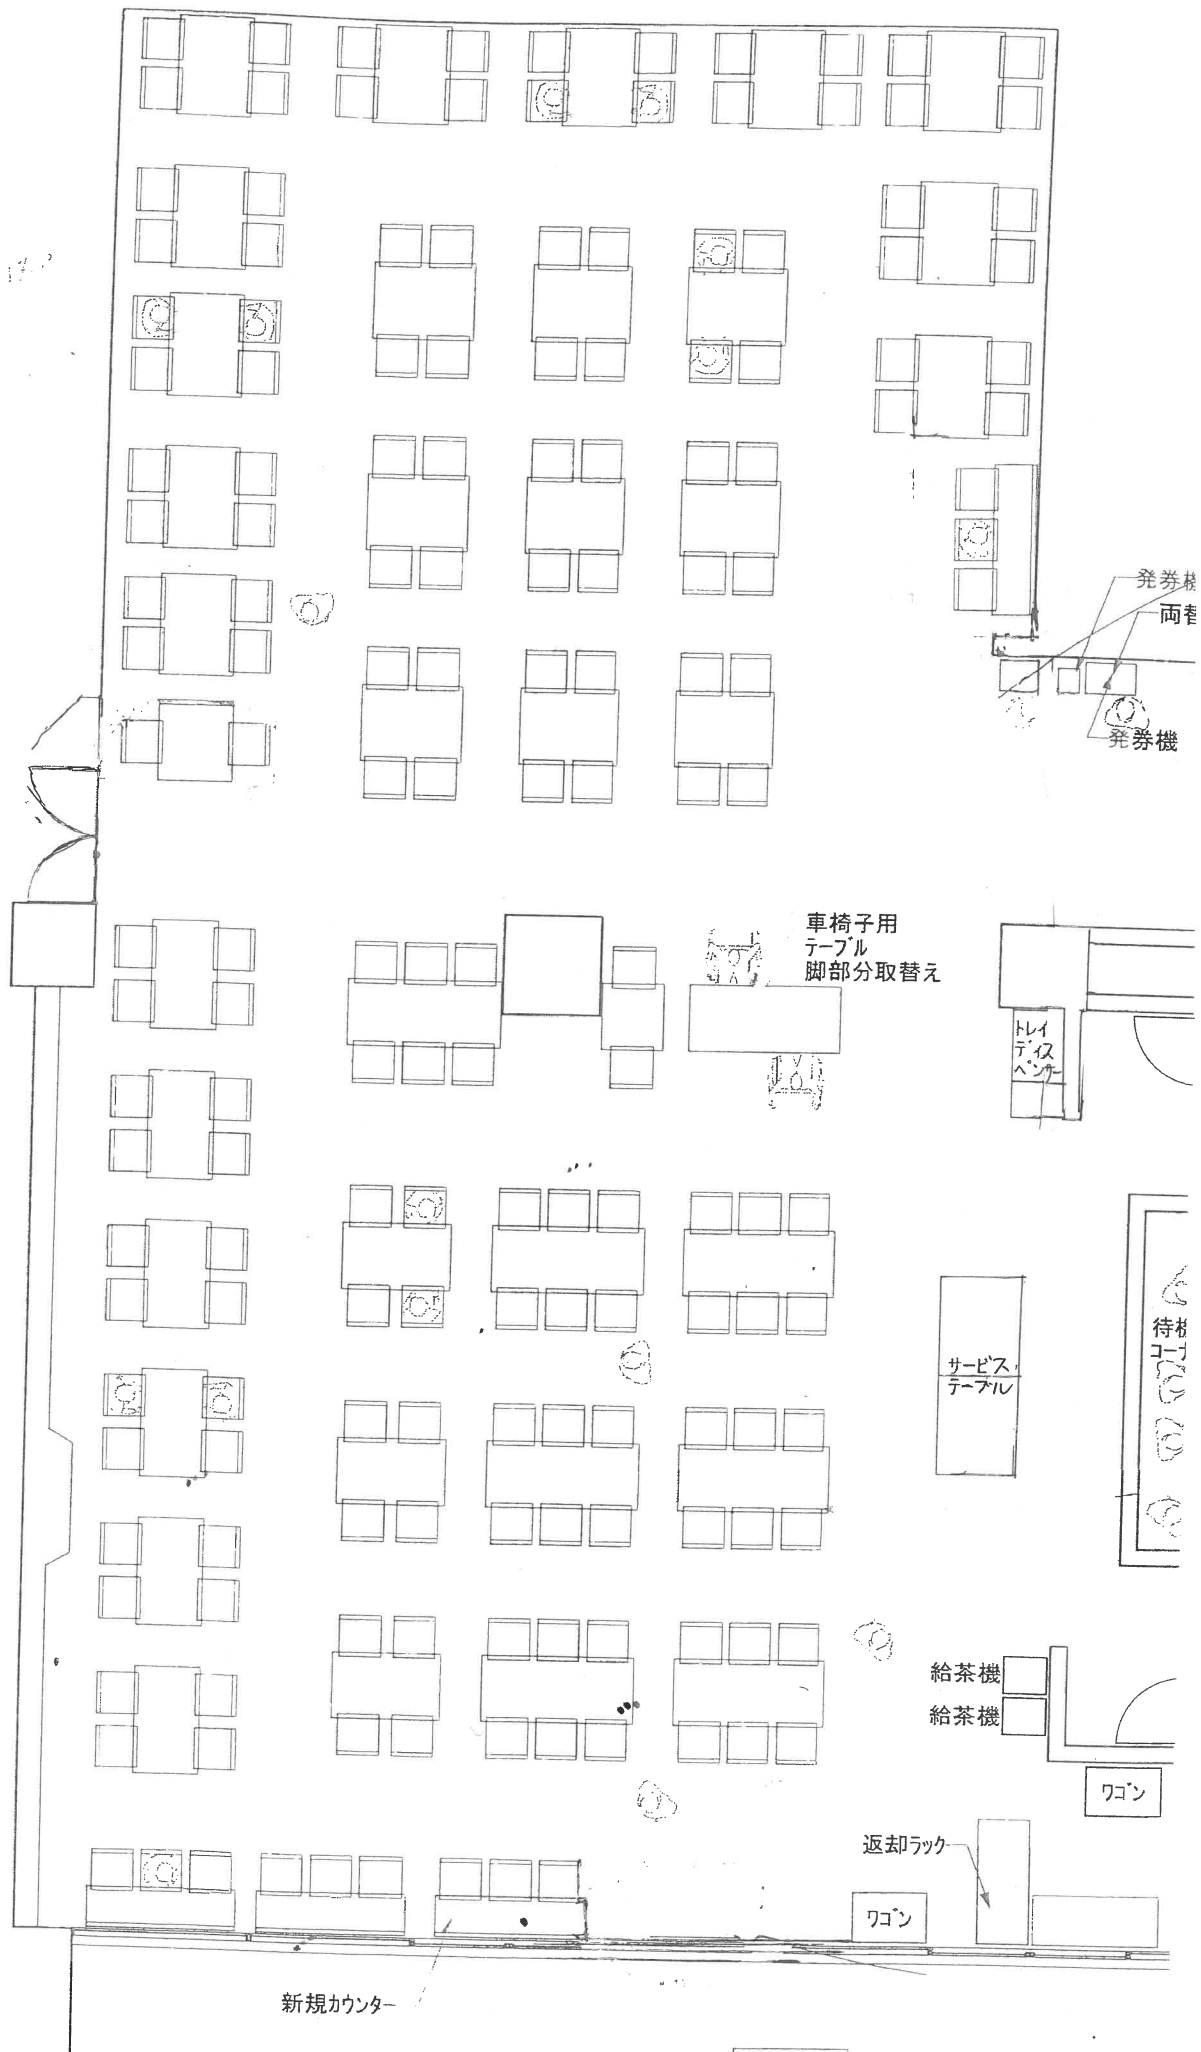 発券機
両替
発券機
車椅子用
テーブル
脚部分取替え
トレイ
ディス
ペンサー
サービス
テーブル
待機
コーナ
給茶機
給茶機
ワゴン
返却ラック
ワゴン
新規カウンター